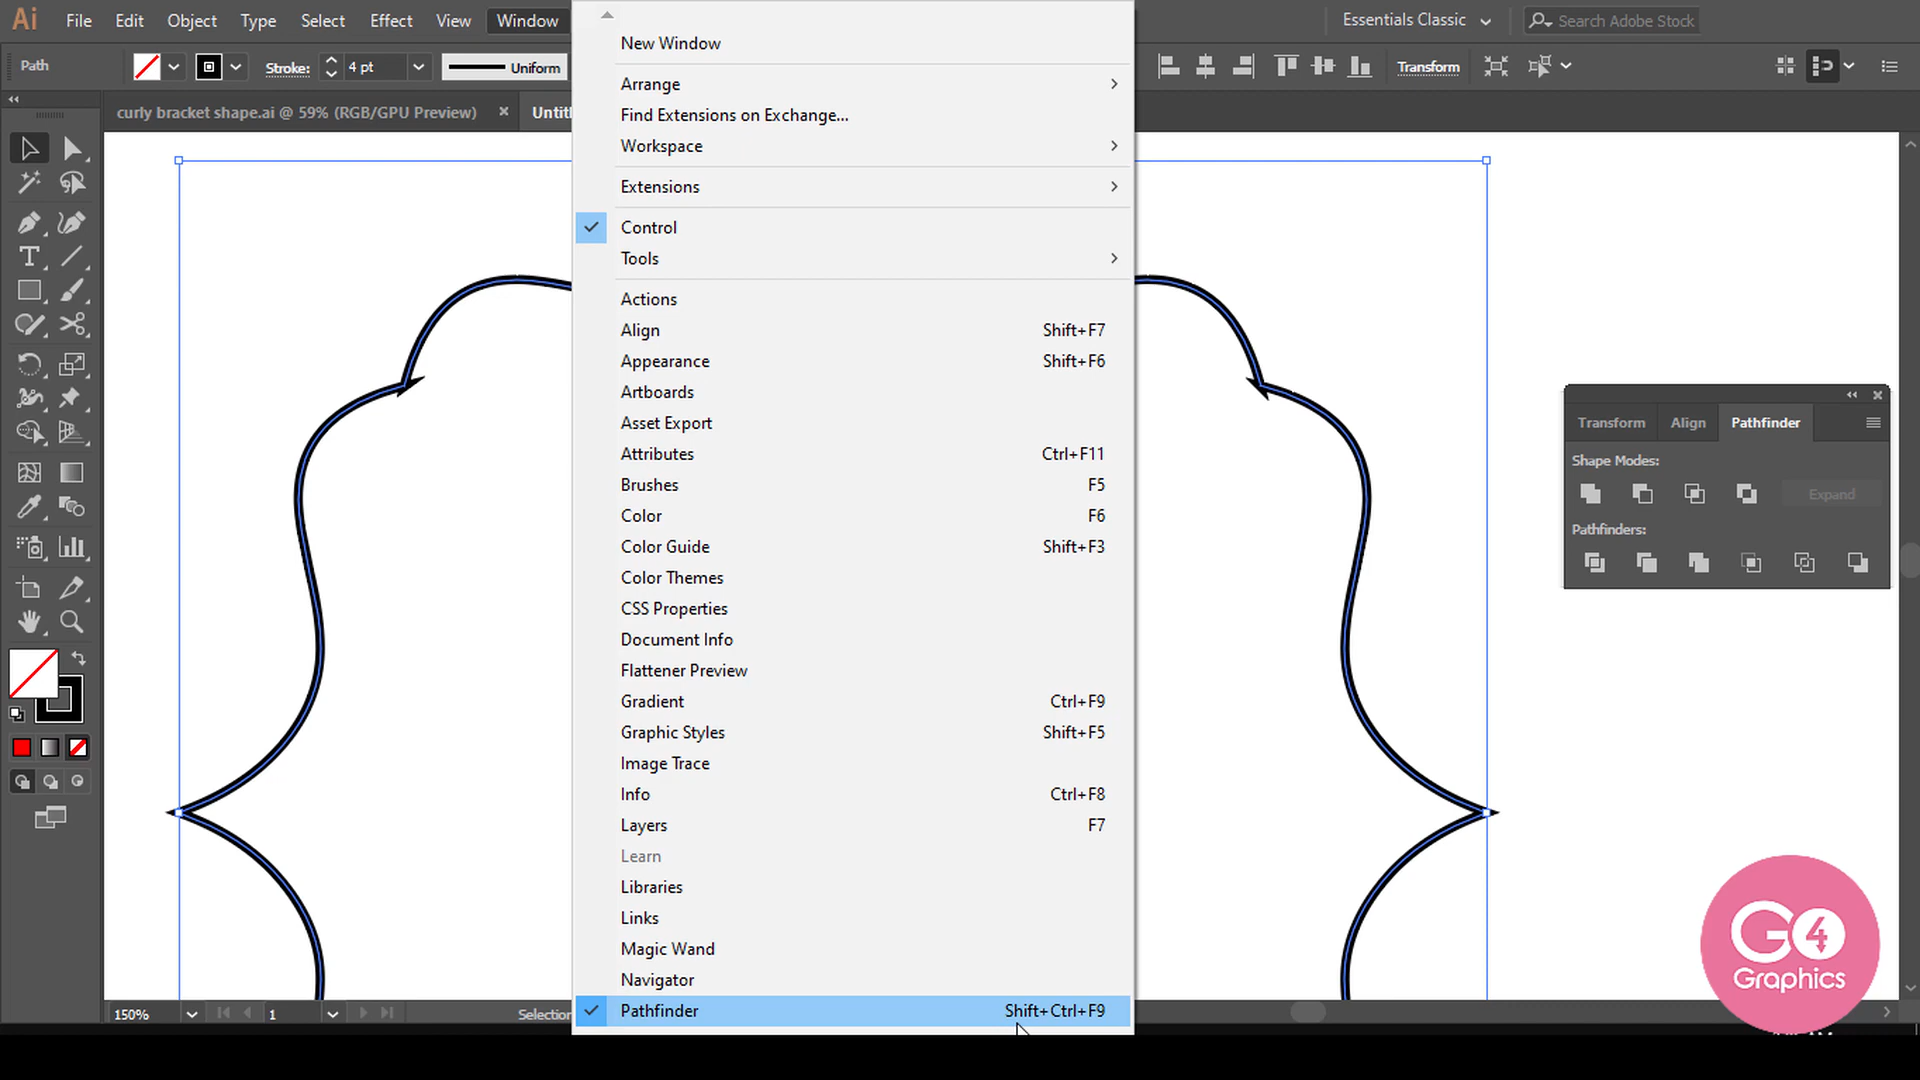 Ai File Edit Object Type Select Effect View Window Essentials Classic Search Adobe Stock
Path Stroke: 4 pt Uniform Transform
curly bracket shape.ai @ 59% (RGB/GPU Preview) × Untit
New Window
Arrange
Find Extensions on Exchange...
Workspace
Extensions
Control
Tools
Actions
Align Shift+F7
Appearance Shift+F6
Artboards
Asset Export
Attributes Ctrl+F11
Brushes F5
Color F6
Color Guide Shift+F3
Color Themes
CSS Properties
Document Info
Flattener Preview
Gradient Ctrl+F9
Graphic Styles Shift+F5
Image Trace
Info Ctrl+F8
Layers F7
Learn
Libraries
Links
Magic Wand
Navigator
Pathfinder Shift+Ctrl+F9
Transform Align Pathfinder
Shape Modes:
Expand
Pathfinders:
150% 1 Selection
G4
Graphics